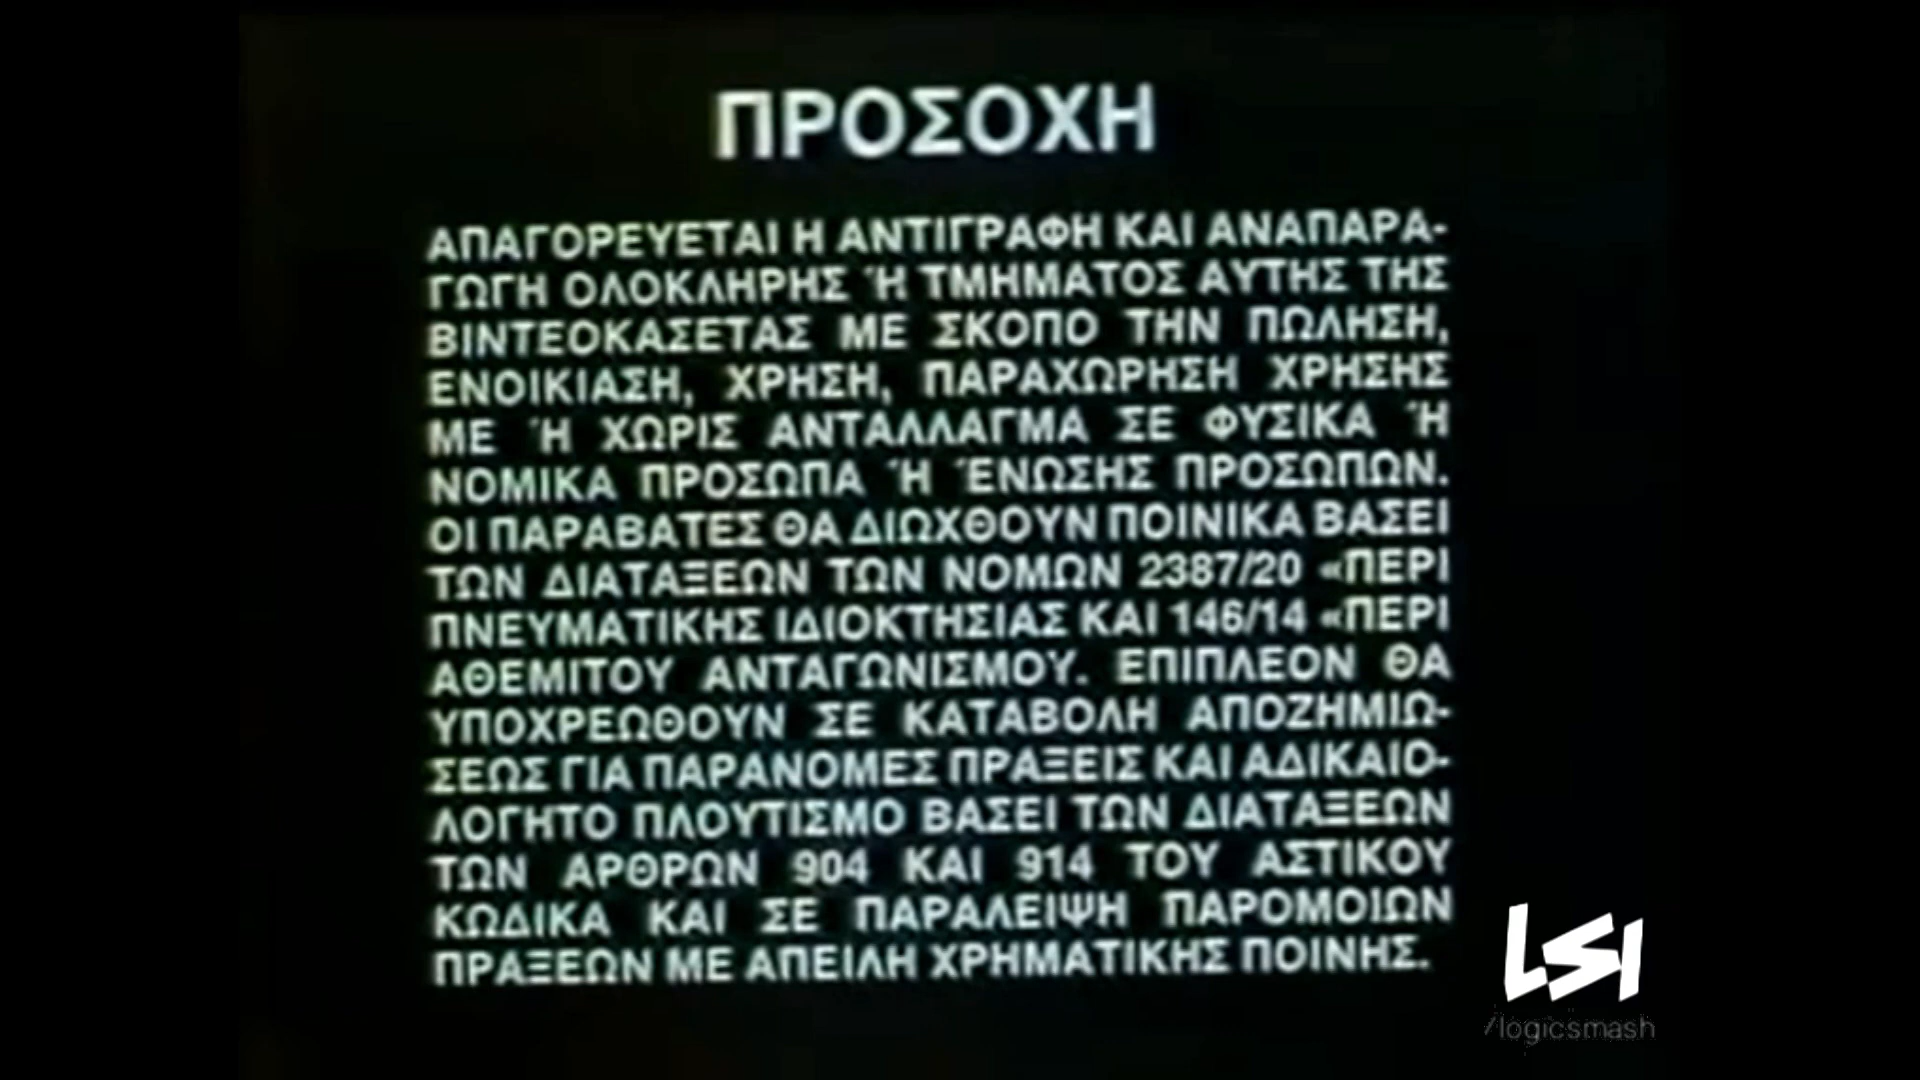 ΠΡΟΣΟΧΗ
ΑΠΑΓΟΡΕΥΕΤΑΙ Η ΑΝΤΙΓΡΑΦΗ ΚΑΙ ΑΝΑΠΑΡΑ-
ΓΩΓΗ ΟΛΟΚΛΗΡΗΣ Ή ΤΜΗΜΑΤΟΣ ΑΥΤΗΣ ΤΗΣ
ΒΙΝΤΕΟΚΑΣΕΤΑΣ ΜΕ ΣΚΟΠΟ ΤΗΝ ΠΩΛΗΣΗ,
ΕΝΟΙΚΙΑΣΗ, ΧΡΗΣΗ, ΠΑΡΑΧΩΡΗΣΗ ΧΡΗΣΗΣ
ΜΕ Ή ΧΩΡΙΣ ΑΝΤΑΛΛΑΓΜΑ ΣΕ ΦΥΣΙΚΑ Ή
ΝΟΜΙΚΑ ΠΡΟΣΩΠΑ Ή ΈΝΩΣΗΣ ΠΡΟΣΩΠΩΝ.
ΟΙ ΠΑΡΑΒΑΤΕΣ ΘΑ ΔΙΩΧΘΟΥΝ ΠΟΙΝΙΚΑ ΒΑΣΕΙ
ΤΩΝ ΔΙΑΤΑΞΕΩΝ ΤΩΝ ΝΟΜΩΝ 2387/20 «ΠΕΡΙ
ΠΝΕΥΜΑΤΙΚΗΣ ΙΔΙΟΚΤΗΣΙΑΣ ΚΑΙ 146/14 «ΠΕΡΙ
ΑΘΕΜΙΤΟΥ ΑΝΤΑΓΩΝΙΣΜΟΥ. ΕΠΙΠΛΕΟΝ ΘΑ
ΥΠΟΧΡΕΩΘΟΥΝ ΣΕ ΚΑΤΑΒΟΛΗ ΑΠΟΖΗΜΙΩ-
ΣΕΩΣ ΓΙΑ ΠΑΡΑΝΟΜΕΣ ΠΡΑΞΕΙΣ ΚΑΙ ΑΔΙΚΑΙΟ-
ΛΟΓΗΤΟ ΠΛΟΥΤΙΣΜΟ ΒΑΣΕΙ ΤΩΝ ΔΙΑΤΑΞΕΩΝ
ΤΩΝ ΑΡΘΡΩΝ 904 ΚΑΙ 914 ΤΟΥ ΑΣΤΙΚΟΥ
ΚΩΔΙΚΑ ΚΑΙ ΣΕ ΠΑΡΑΛΕΙΨΗ ΠΑΡΟΜΟΙΩΝ
ΠΡΑΞΕΩΝ ΜΕ ΑΠΕΙΛΗ ΧΡΗΜΑΤΙΚΗΣ ΠΟΙΝΗΣ.
LSI
/logicsmash